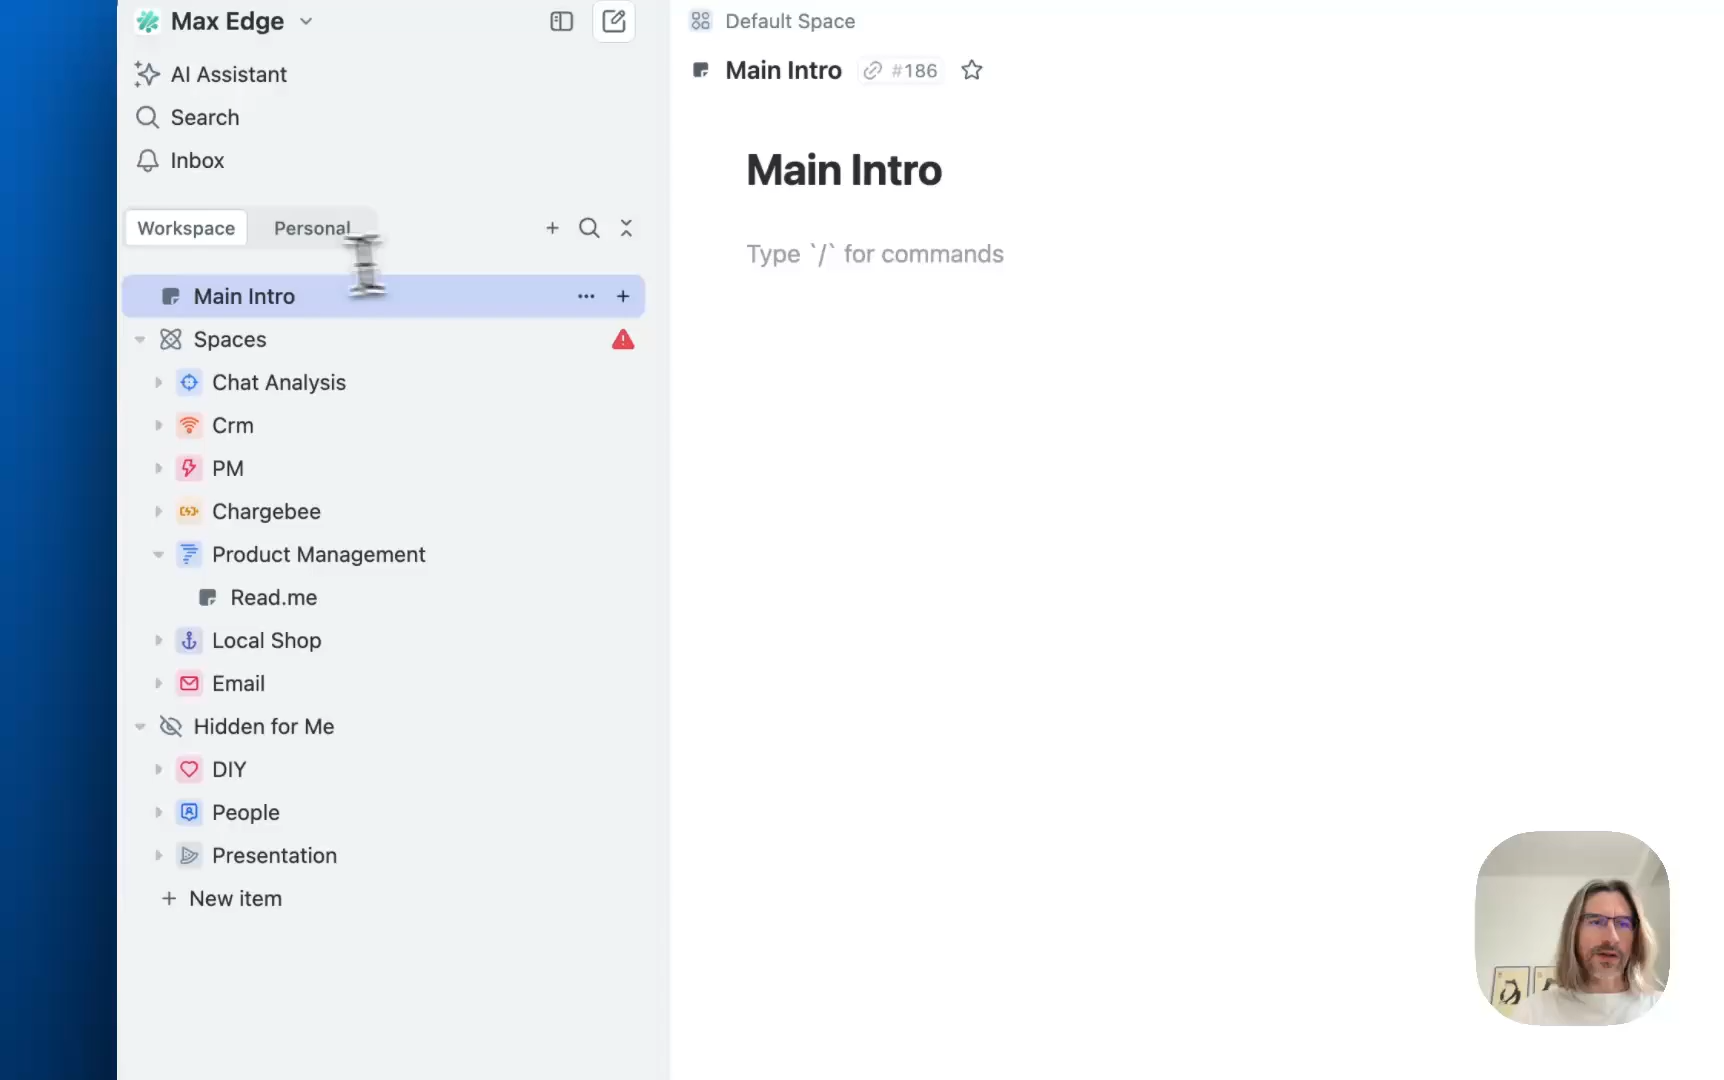 Max Edge
AI Assistant
Search
Inbox
Workspace
Personal
Main Intro
Spaces
Chat Analysis
Crm
PM
Chargebee
Product Management
Read.me
Local Shop
Email
Hidden for Me
DIY
People
Presentation
+ New item
Default Space
Main Intro #186
Main Intro
Type `/` for commands